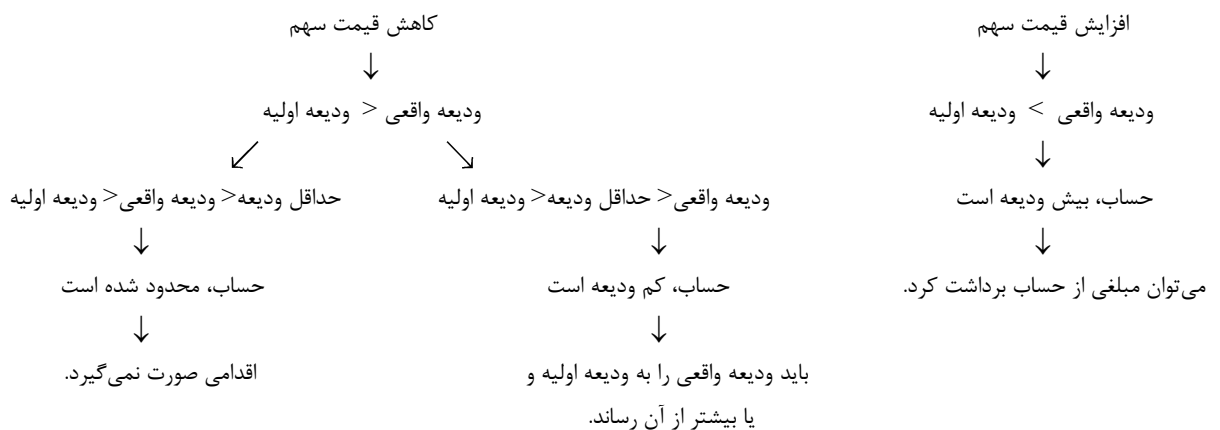 افزایش قیمت سهم
↓
ودیعه واقعی > ودیعه اولیه
↓
حساب، بیش ودیعه است
↓
می‌توان مبلغی از حساب برداشت کرد.
کاهش قیمت سهم
↓
ودیعه واقعی < ودیعه اولیه
↘ ↙
ودیعه واقعی< حداقل ودیعه< ودیعه اولیه
↓
حساب، کم ودیعه است
↓
باید ودیعه واقعی را به ودیعه اولیه و
یا بیشتر از آن رساند.
حداقل ودیعه< ودیعه واقعی< ودیعه اولیه
↓
حساب، محدود شده است
↓
اقدامی صورت نمی‌گیرد.